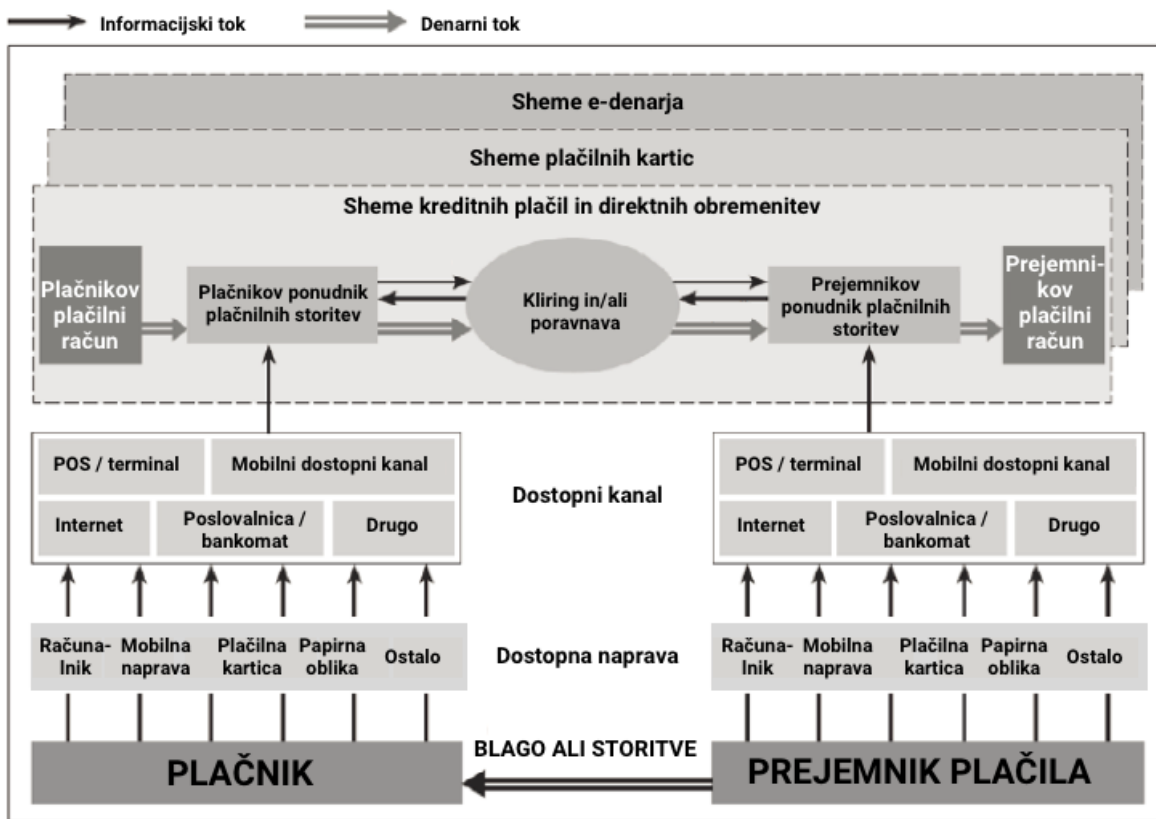 Informacijski tok
Denarni tok
Sheme e-denarja
Sheme plačilnih kartic
Sheme kreditnih plačil in direktnih obremenitev
Plačnikov
plačilni
račun
Plačnikov ponudnik
plačnilnih storitev
Kliring in/ali
poravnava
Prejemnikov
ponudnik plačnilnih
storitev
Prejemni-
kov
plačilni
račun
POS / terminal
Mobilni dostopni kanal
Internet
Poslovalnica /
bankomat
Drugo
Dostopni kanal
POS / terminal
Mobilni dostopni kanal
Internet
Poslovalnica /
bankomat
Drugo
Računa-
lnik
Mobilna
naprava
Plačilna
kartica
Papirna
oblika
Ostalo
Dostopna naprava
Računa-
lnik
Mobilna
naprava
Plačilna
kartica
Papirna
oblika
Ostalo
PLAČNIK
BLAGO ALI STORITVE
PREJEMNIK PLAČILA